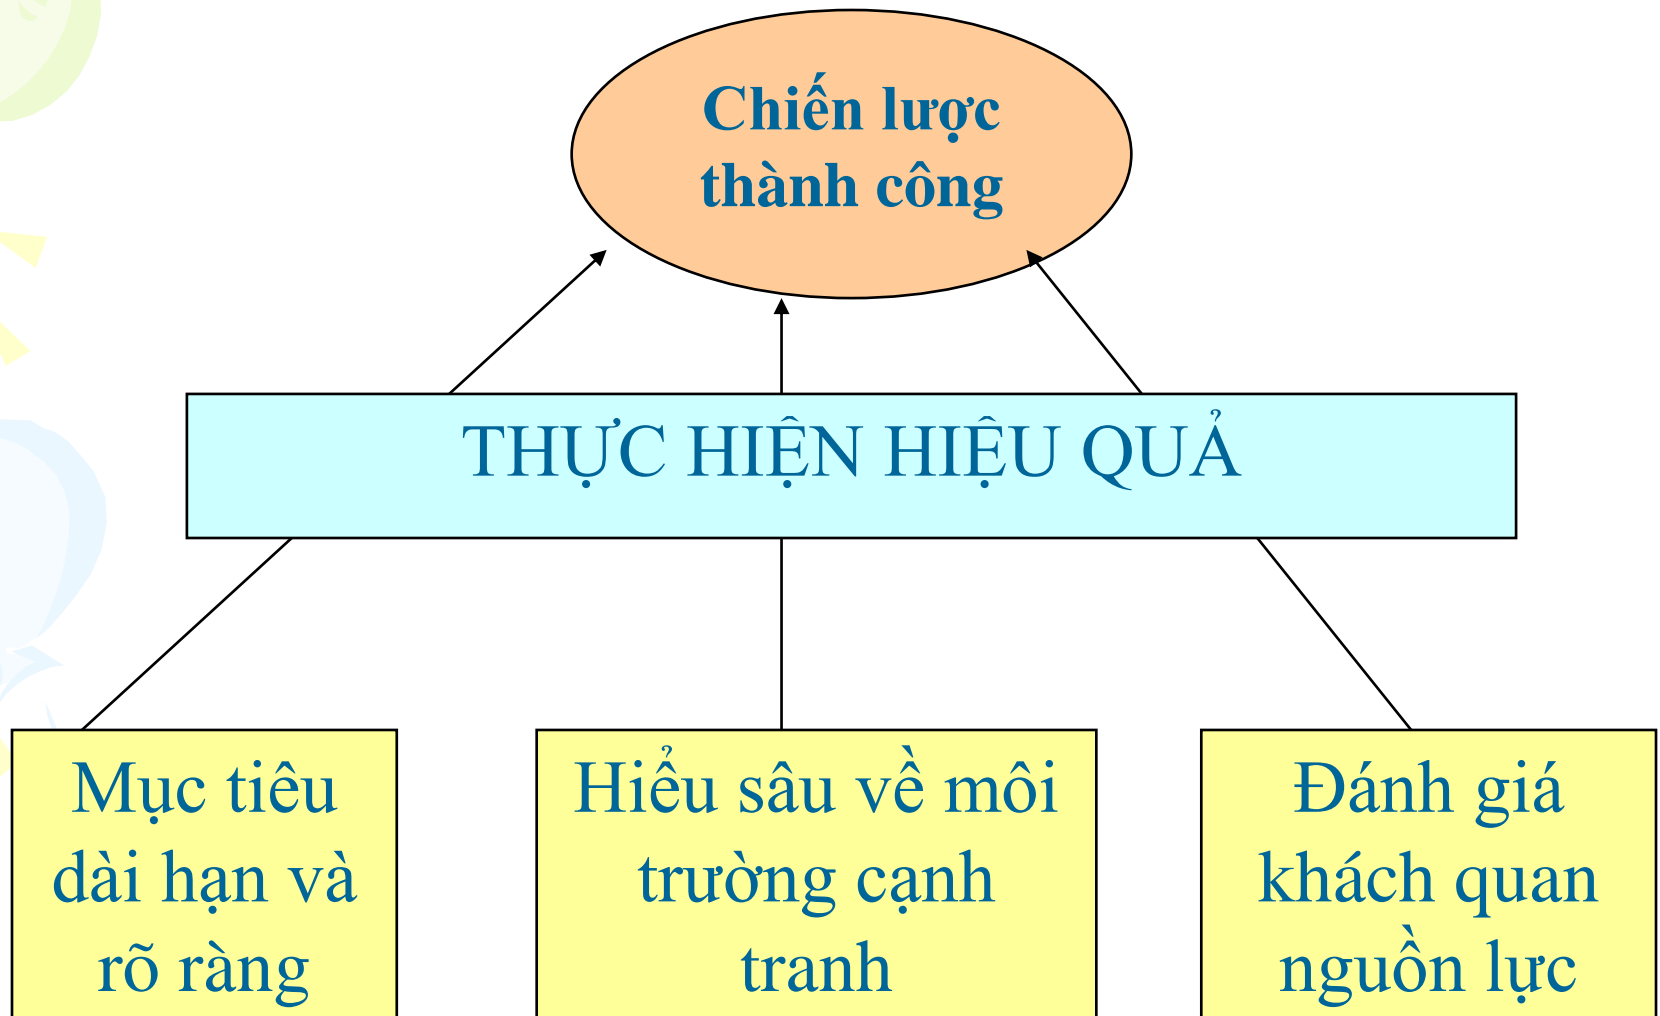 Chiến lược
thành công
THỰC HIỆN HIỆU QUẢ
Mục tiêu
dài hạn và
rõ ràng
Hiểu sâu về môi
trường cạnh
tranh
Đánh giá
khách quan
nguồn lực